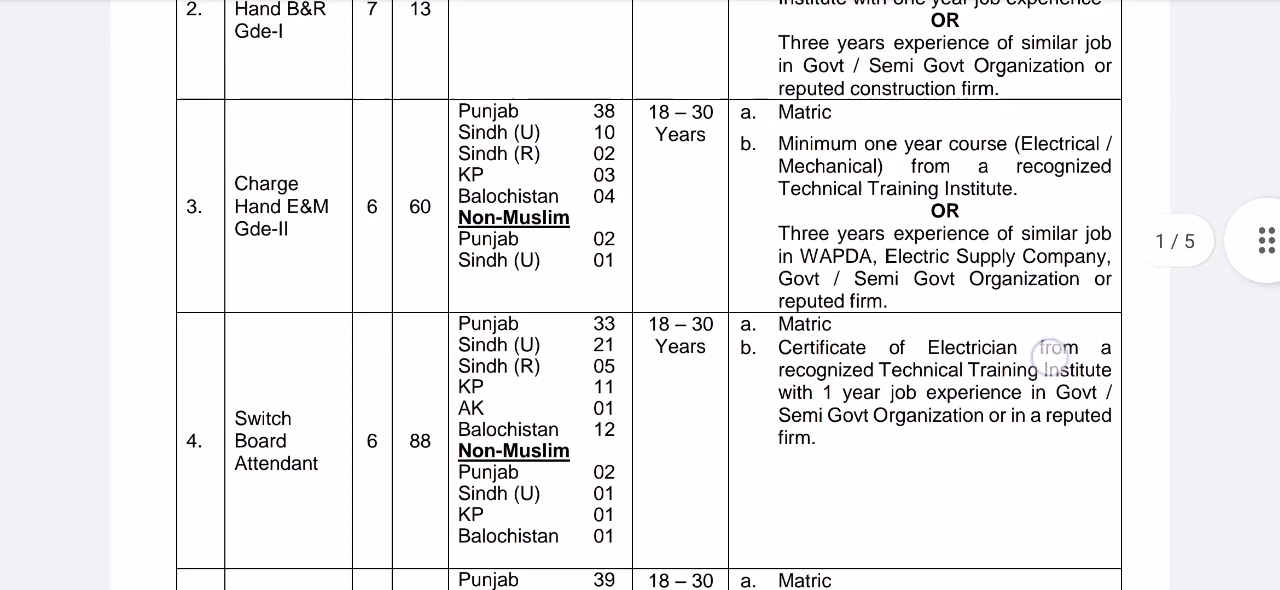 2. Hand B&R 7 13
Gde-I
Institute with one year job experience
OR
Three years experience of similar job
in Govt / Semi Govt Organization or
reputed construction firm.
3. Charge
Hand E&M 6 60
Gde-II
Punjab 38
Sindh (U) 10
Sindh (R) 02
KP 03
Balochistan 04
Non-Muslim
Punjab 02
Sindh (U) 01
18 – 30
Years
a. Matric
b. Minimum one year course (Electrical /
Mechanical) from a recognized
Technical Training Institute.
OR
Three years experience of similar job
in WAPDA, Electric Supply Company,
Govt / Semi Govt Organization or
reputed firm.
4. Switch
Board 6 88
Attendant
Punjab 33
Sindh (U) 21
Sindh (R) 05
KP 11
AK 01
Balochistan 12
Non-Muslim
Punjab 02
Sindh (U) 01
KP 01
Balochistan 01
18 – 30
Years
a. Matric
b. Certificate of Electrician from a
recognized Technical Training Institute
with 1 year job experience in Govt /
Semi Govt Organization or in a reputed
firm.
Punjab 39
18 – 30
a. Matric
1 / 5